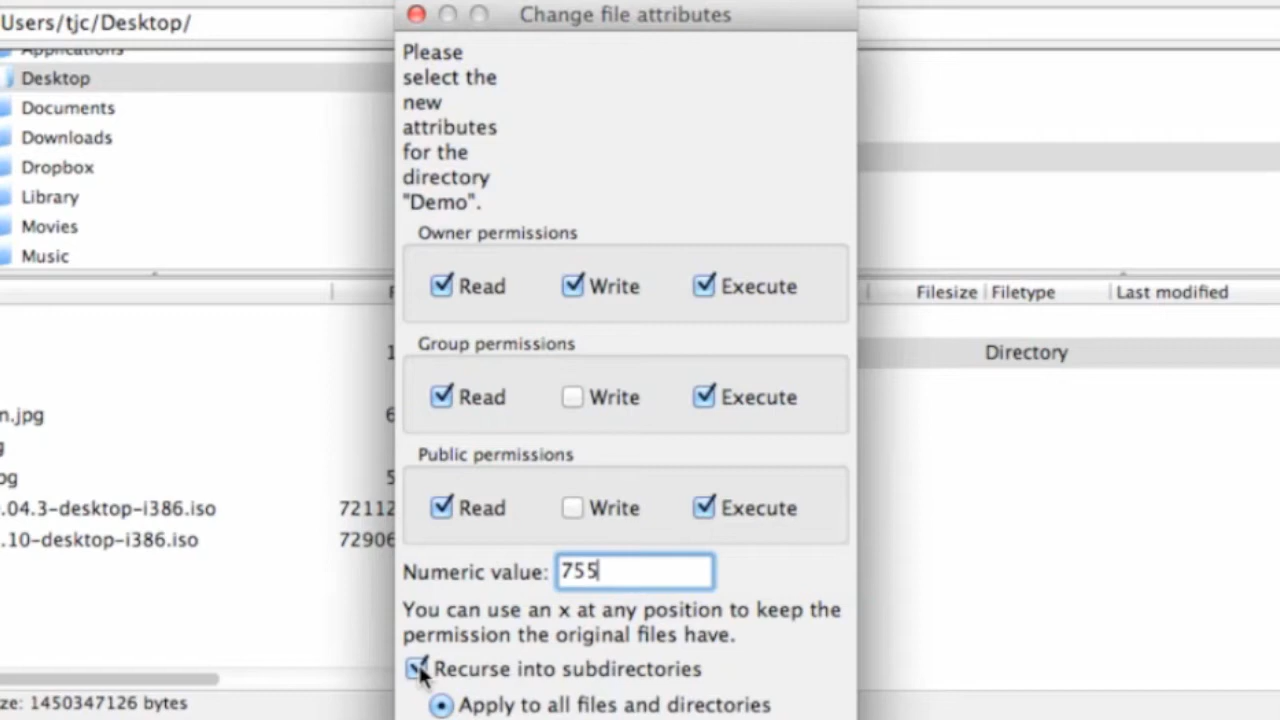 Users/tjc/Desktop/
Change file attributes
Applications
Desktop
Documents
Downloads
Dropbox
Library
Movies
Music
Please
select the
new
attributes
for the
directory
"Demo".
Owner permissions
Read Write Execute
Group permissions
Read Write Execute
Public permissions
Read Write Execute
Numeric value: 755
You can use an x at any position to keep the
permission the original files have.
Recurse into subdirectories
Apply to all files and directories
Filesize Filetype Last modified
Directory
n.jpg
g
pg
.04.3-desktop-i386.iso 72112
.10-desktop-i386.iso 72906
ze: 1450347126 bytes